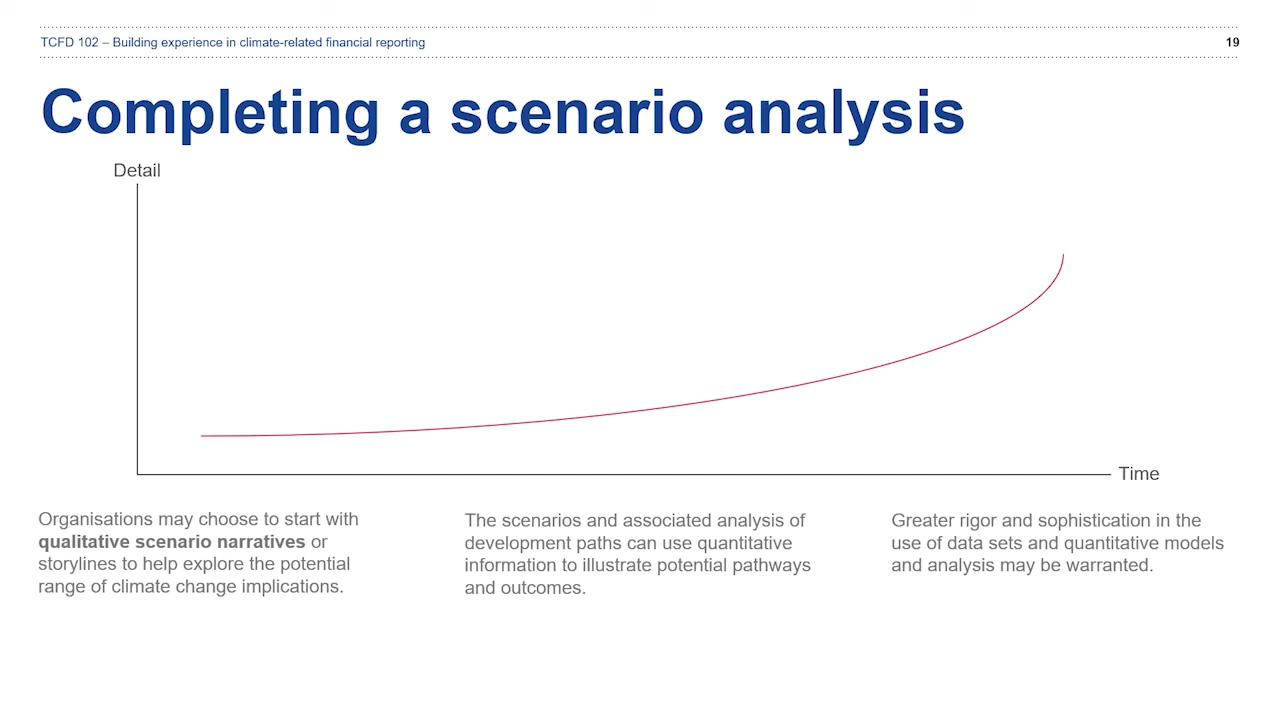 TCFD 102 – Building experience in climate-related financial reporting
19
Completing a scenario analysis
Detail
Time
Organisations may choose to start with
qualitative scenario narratives or
storylines to help explore the potential
range of climate change implications.
The scenarios and associated analysis of
development paths can use quantitative
information to illustrate potential pathways
and outcomes.
Greater rigor and sophistication in the
use of data sets and quantitative models
and analysis may be warranted.